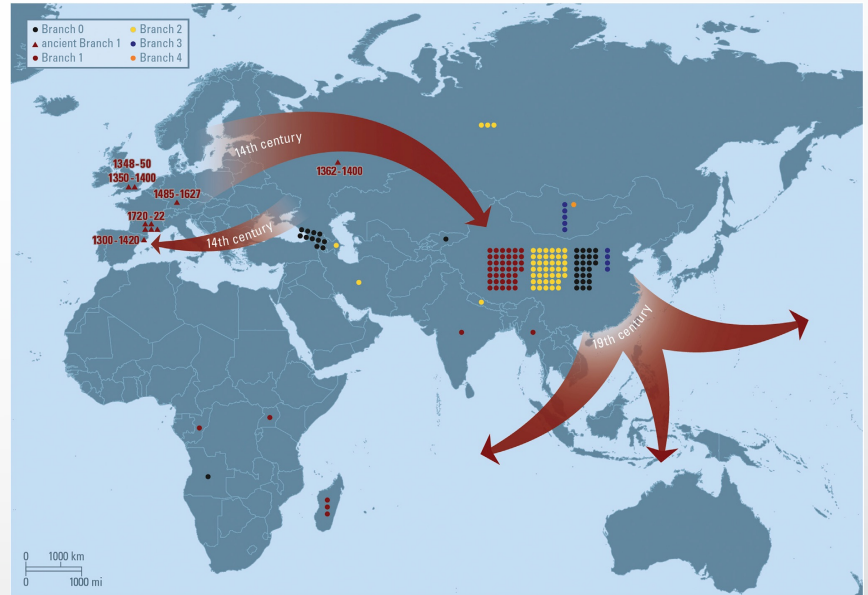 Branch 0
ancient Branch 1
Branch 1
Branch 2
Branch 3
Branch 4
14th century
1348-50
1350-1400
1362-1400
1485-1627
1720-22
14th century
1300-1420
19th century
0 1000 km
0 1000 mi